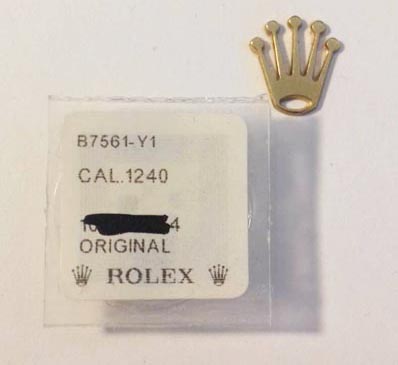 B7561-Y1
CAL.1240
ORIGINAL
ROLEX